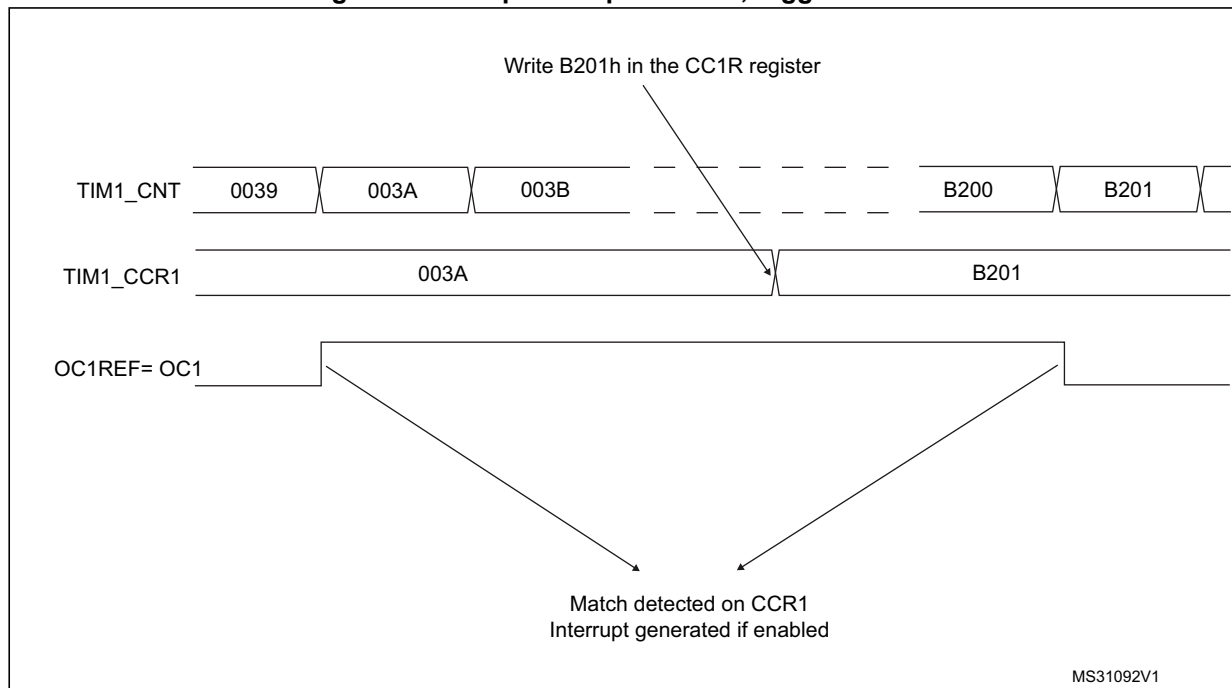 Write B201h in the CC1R register
TIM1_CNT 0039 003A 003B B200 B201
TIM1_CCR1 003A B201
OC1REF= OC1
Match detected on CCR1
Interrupt generated if enabled
MS31092V1